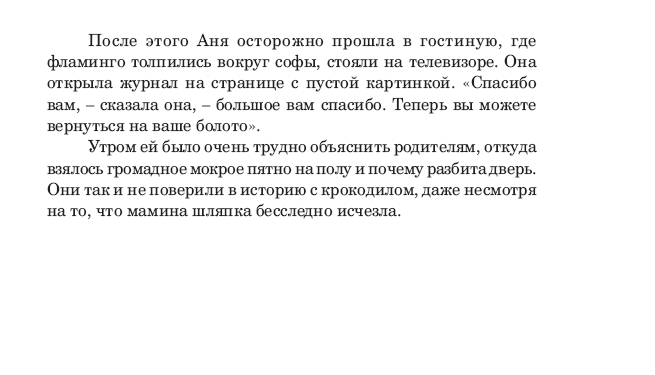 После этого Аня осторожно прошла в гостиную, где
фламинго толпились вокруг софы, стояли на телевизоре. Она
открыла журнал на странице с пустой картинкой. «Спасибо
вам, – сказала она, – большое вам спасибо. Теперь вы можете
вернуться на ваше болото».
Утром ей было очень трудно объяснить родителям, откуда
взялось громадное мокрое пятно на полу и почему разбита дверь.
Они так и не поверили в историю с крокодилом, даже несмотря
на то, что мамина шляпка бесследно исчезла.